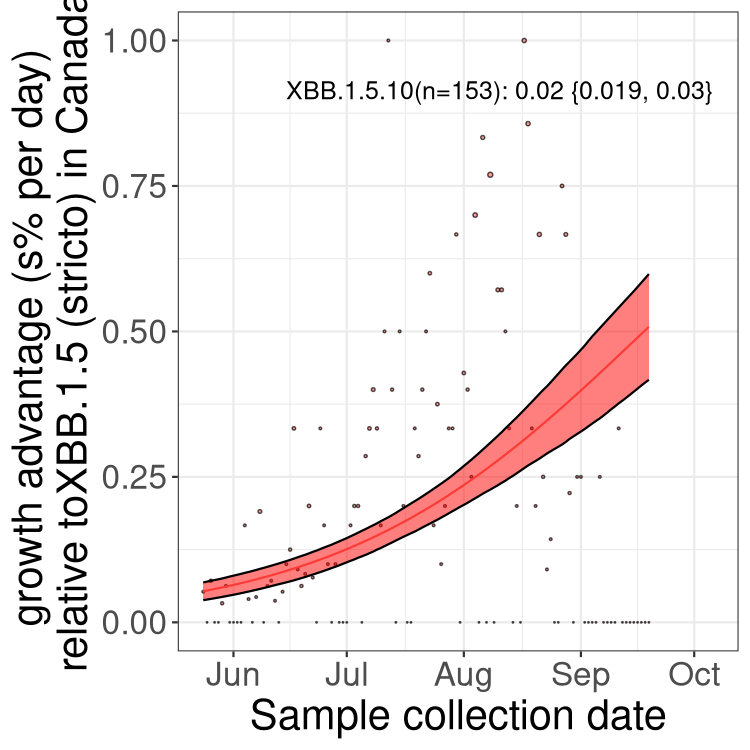 growth advantage (s% per day)
relative toXBB.1.5 (stricto) in Canada
1.00
0.75
0.50
0.25
0.00
XBB.1.5.10(n=153): 0.02 {0.019, 0.03}
Jun Jul Aug Sep Oct
Sample collection date